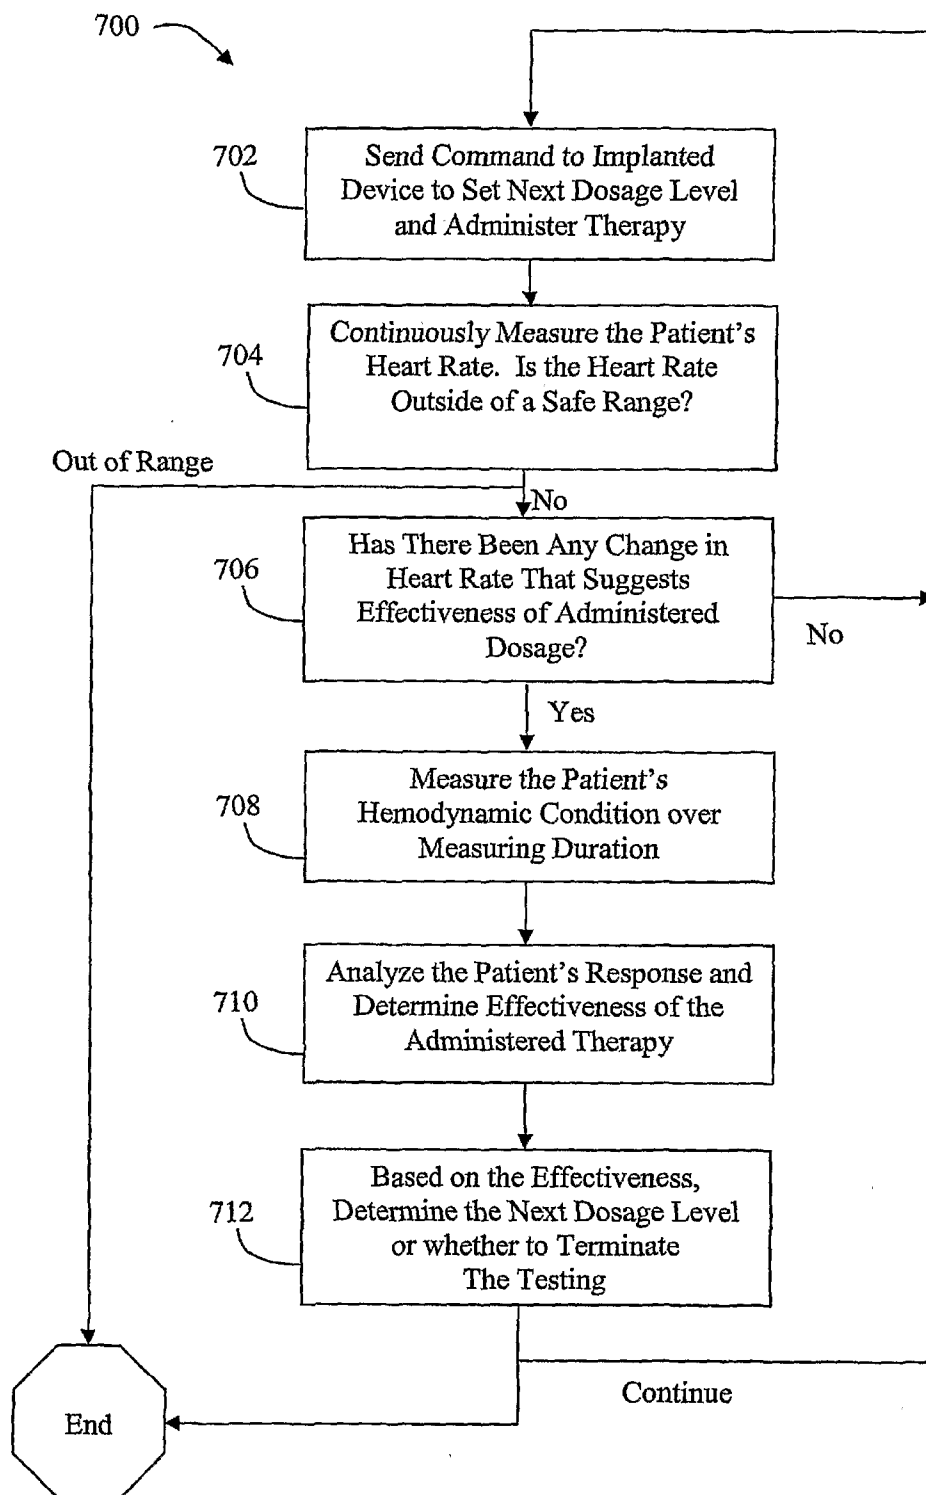 700
702
Send Command to Implanted
Device to Set Next Dosage Level
and Administer Therapy
704
Continuously Measure the Patient's
Heart Rate. Is the Heart Rate
Outside of a Safe Range?
Out of Range
No
706
Has There Been Any Change in
Heart Rate That Suggests
Effectiveness of Administered
Dosage?
No
Yes
708
Measure the Patient's
Hemodynamic Condition over
Measuring Duration
710
Analyze the Patient's Response and
Determine Effectiveness of the
Administered Therapy
712
Based on the Effectiveness,
Determine the Next Dosage Level
or whether to Terminate
The Testing
Continue
End